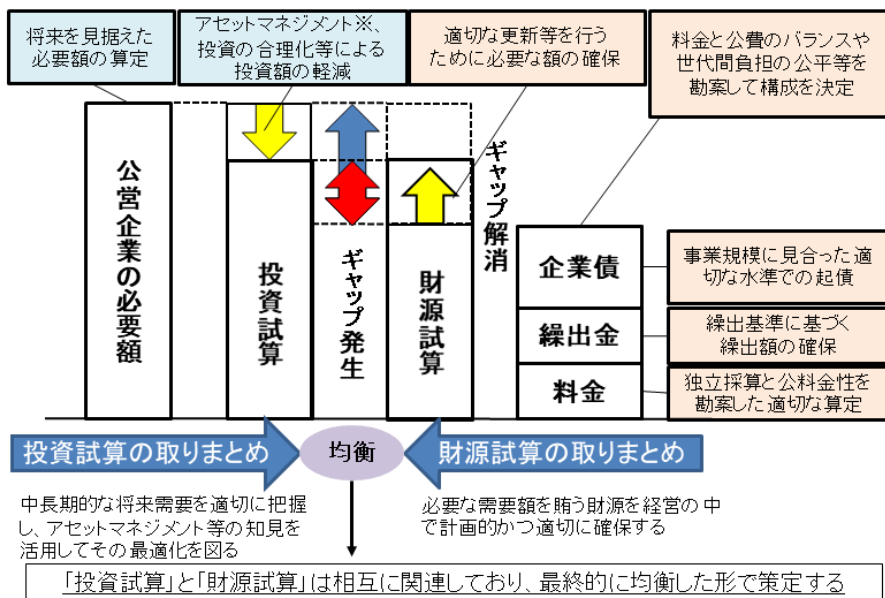 将来を見据えた
必要額の算定
アセットマネジメント※、
投資の合理化等による
投資額の軽減
適切な更新等を行う
ために必要な額の確保
料金と公費のバランスや
世代間負担の公平等を
勘案して構成を決定
公営企業の必要額
投資試算
ギャップ発生
財源試算
ギャップ解消
企業債
繰出金
料金
事業規模に見合った適
切な水準での起債
繰出基準に基づく
繰出額の確保
独立採算と公料金性を
勘案した適切な算定
投資試算の取りまとめ
均衡
財源試算の取りまとめ
中長期的な将来需要を適切に把握
し、アセットマネジメント等の知見を
活用してその最適化を図る
必要な需要額を賄う財源を経営の中
で計画的かつ適切に確保する
「投資試算」と「財源試算」は相互に関連しており、最終的に均衡した形で策定する